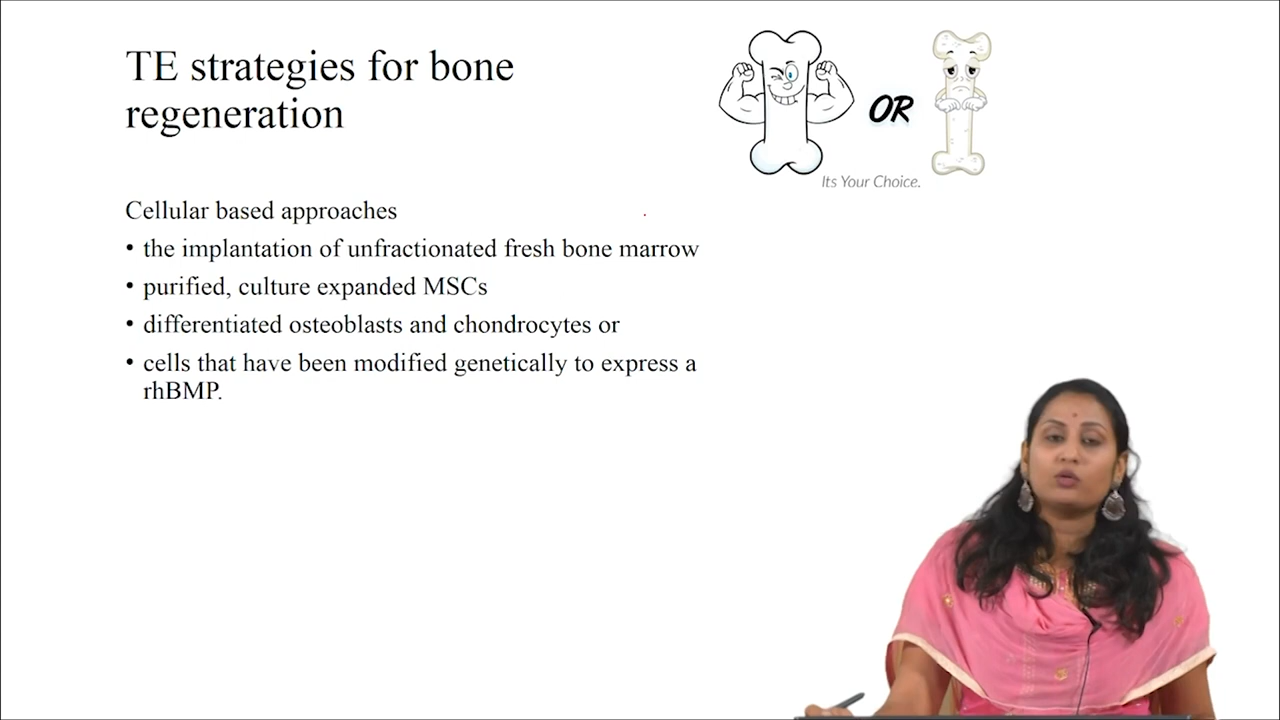 TE strategies for bone
regeneration
OR
Its Your Choice.
Cellular based approaches
• the implantation of unfractionated fresh bone marrow
• purified, culture expanded MSCs
• differentiated osteoblasts and chondrocytes or
• cells that have been modified genetically to express a
rhBMP.